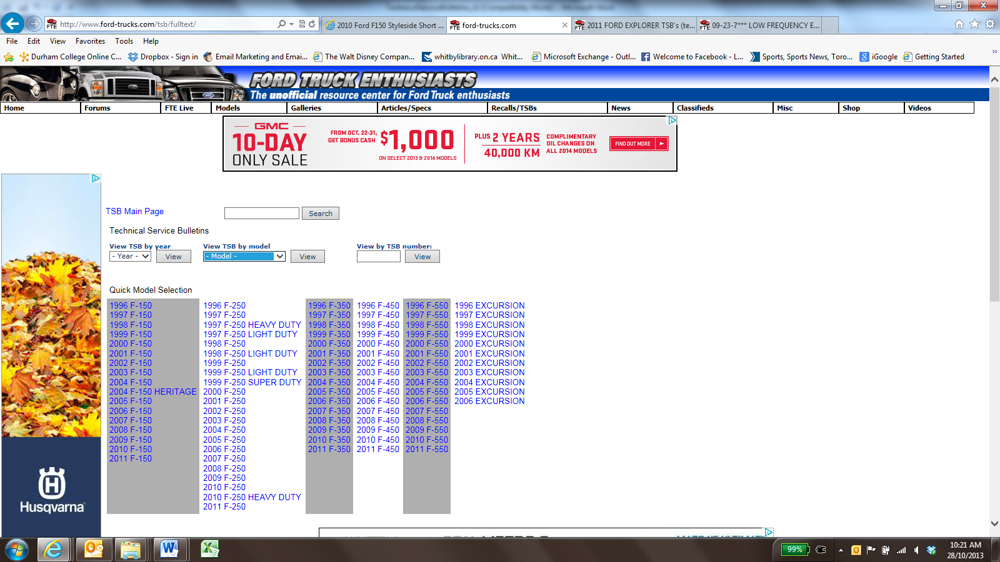 http://www.ford-trucks.com/tsb/fulltext/
2010 Ford F150 Styleside Short ...
ford-trucks.com
2011 FORD EXPLORER TSB's (te...
09-23-7*** LOW FREQUENCY E...
File Edit View Favorites Tools Help
Durham College Online C...
Dropbox - Sign in
Email Marketing and Emai...
The Walt Disney Compan...
whitbylibrary.on.ca Whit...
Microsoft Exchange - Outl...
Welcome to Facebook - L...
Sports, Sports News, Toro...
iGoogle
Getting Started
FORD TRUCK ENTHUSIASTS
The unofficial resource center for Ford Truck enthusiasts
Home Forums FTE Live Models Galleries Articles/Specs Recalls/TSBs News Classifieds Misc Shop Videos
GMC
10-DAY
ONLY SALE
FROM OCT. 22-31,
GET BONUS CASH
$1,000
ON SELECT 2013 & 2014 MODELS
PLUS 2 YEARS
40,000 KM
COMPLIMENTARY
OIL CHANGES ON
ALL 2014 MODELS
FIND OUT MORE
TSB Main Page
Search
Technical Service Bulletins
View TSB by year View TSB by model View by TSB number:
- Year - View - Model - View View
Quick Model Selection
1996 F-150
1997 F-150
1998 F-150
1999 F-150
2000 F-150
2001 F-150
2002 F-150
2003 F-150
2004 F-150
2004 F-150 HERITAGE
2005 F-150
2006 F-150
2007 F-150
2008 F-150
2009 F-150
2010 F-150
2011 F-150
1996 F-250
1997 F-250
1997 F-250 HEAVY DUTY
1997 F-250 LIGHT DUTY
1998 F-250
1998 F-250 LIGHT DUTY
1999 F-250
1999 F-250 LIGHT DUTY
1999 F-250 SUPER DUTY
2000 F-250
2001 F-250
2002 F-250
2003 F-250
2004 F-250
2005 F-250
2006 F-250
2007 F-250
2008 F-250
2009 F-250
2010 F-250
2010 F-250 HEAVY DUTY
2011 F-250
1996 F-350
1997 F-350
1998 F-350
1999 F-350
2000 F-350
2001 F-350
2002 F-350
2003 F-350
2004 F-350
2005 F-350
2006 F-350
2007 F-350
2008 F-350
2009 F-350
2010 F-350
2011 F-350
1996 F-450
1997 F-450
1998 F-450
1999 F-450
2000 F-450
2001 F-450
2002 F-450
2003 F-450
2004 F-450
2005 F-450
2006 F-450
2007 F-450
2008 F-450
2009 F-450
2010 F-450
2011 F-450
1996 F-550
1997 F-550
1998 F-550
1999 F-550
2000 F-550
2001 F-550
2002 F-550
2003 F-550
2004 F-550
2005 F-550
2006 F-550
2007 F-550
2008 F-550
2009 F-550
2010 F-550
2011 F-550
1996 EXCURSION
1997 EXCURSION
1998 EXCURSION
1999 EXCURSION
2000 EXCURSION
2001 EXCURSION
2002 EXCURSION
2003 EXCURSION
2004 EXCURSION
2005 EXCURSION
2006 EXCURSION
Husqvarna
99%
10:21 AM
28/10/2013